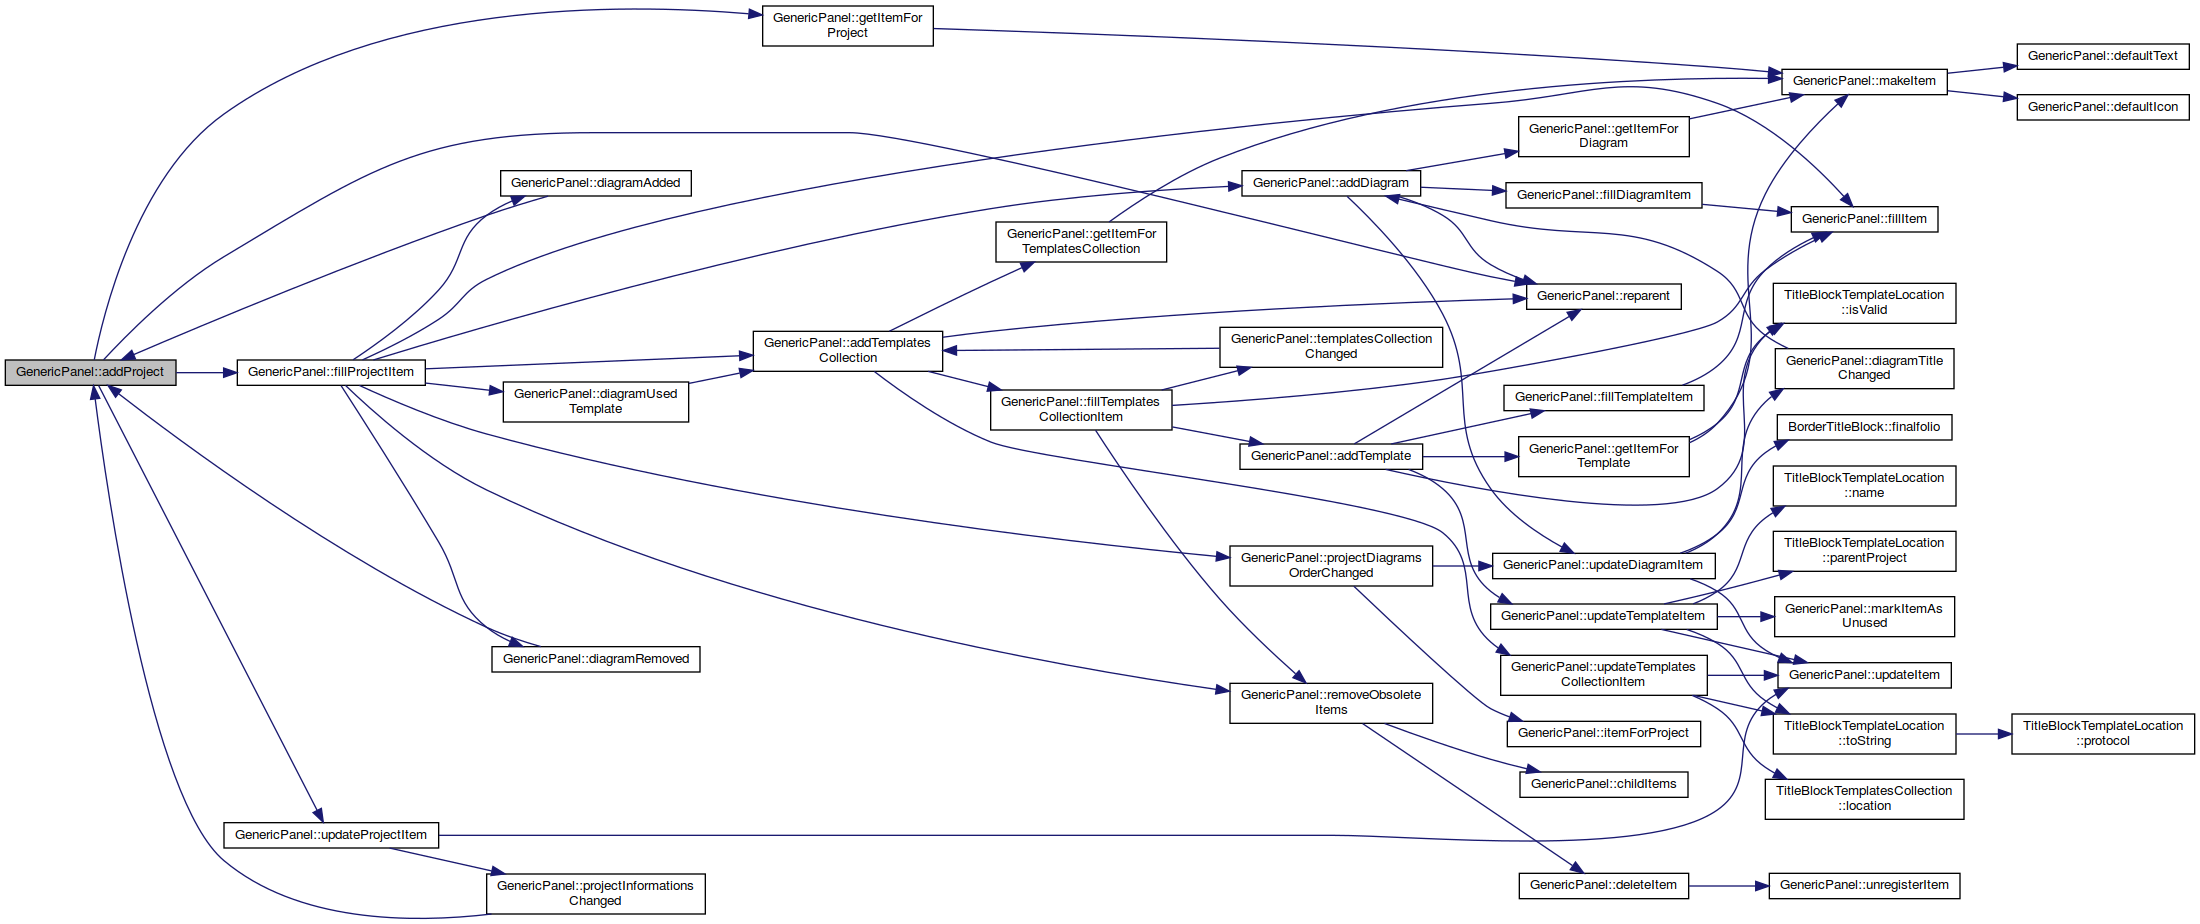 GenericPanel::addProject
GenericPanel::getItemFor
Project
GenericPanel::diagramAdded
GenericPanel::fillProjectItem
GenericPanel::diagramUsed
Template
GenericPanel::diagramRemoved
GenericPanel::updateProjectItem
GenericPanel::projectInformations
Changed
GenericPanel::addTemplates
Collection
GenericPanel::getItemFor
TemplatesCollection
GenericPanel::fillTemplates
CollectionItem
GenericPanel::addDiagram
GenericPanel::templatesCollection
Changed
GenericPanel::addTemplate
GenericPanel::projectDiagrams
OrderChanged
GenericPanel::removeObsolete
Items
GenericPanel::getItemFor
Diagram
GenericPanel::fillDiagramItem
GenericPanel::reparent
GenericPanel::fillTemplateItem
GenericPanel::getItemFor
Template
GenericPanel::updateDiagramItem
GenericPanel::updateTemplateItem
GenericPanel::updateTemplates
CollectionItem
GenericPanel::itemForProject
GenericPanel::childItems
GenericPanel::deleteItem
GenericPanel::makeItem
GenericPanel::fillItem
TitleBlockTemplateLocation
::isValid
GenericPanel::diagramTitle
Changed
BorderTitleBlock::finalfolio
TitleBlockTemplateLocation
::name
TitleBlockTemplateLocation
::parentProject
GenericPanel::markItemAs
Unused
GenericPanel::updateItem
TitleBlockTemplateLocation
::toString
TitleBlockTemplatesCollection
::location
GenericPanel::unregisterItem
GenericPanel::defaultText
GenericPanel::defaultIcon
TitleBlockTemplateLocation
::protocol